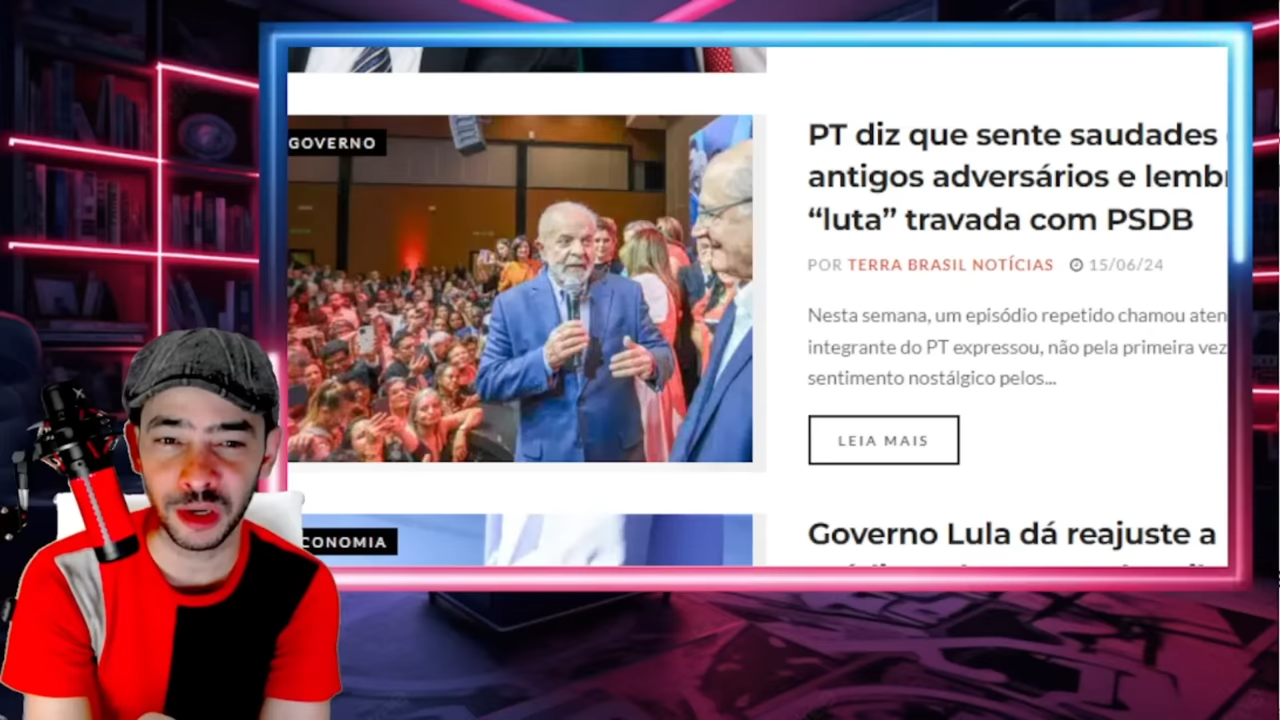 GOVERNO
PT diz que sente saudades
antigos adversários e lemb
“luta” travada com PSDB
POR TERRA BRASIL NOTÍCIAS 15/06/24
Nesta semana, um episódio repetido chamou aten
integrante do PT expressou, não pela primeira vez
sentimento nostálgico pelos...
LEIA MAIS
CONOMIA
Governo Lula dá reajuste a